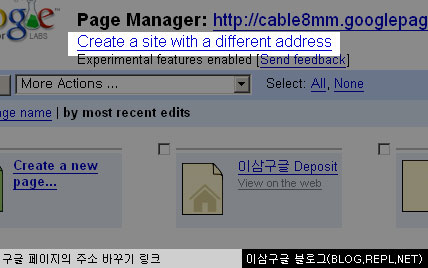 Page Manager: http://cable8mm.googlepag
LABS
Create a site with a different address
Experimental features enabled [Send feedback]
More Actions ... Select: All, None
ge name | by most recent edits
Create a new
page...
이삼구글 Deposit
View on the web
구글 페이지의 주소 바꾸기 링크
이삼구글 블로그(BLOG.REPL.NET)